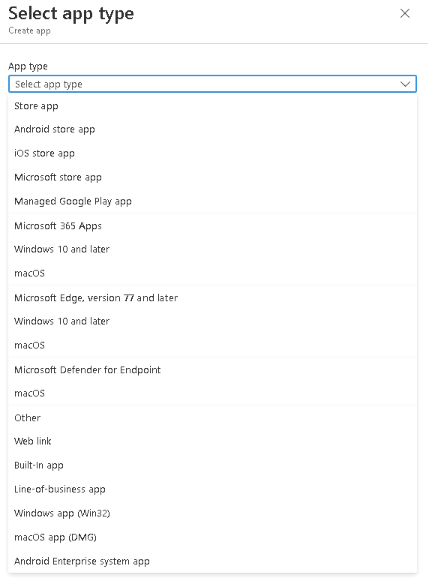 Select app type
Create app
App type
Select app type
Store app
Android store app
iOS store app
Microsoft store app
Managed Google Play app
Microsoft 365 Apps
Windows 10 and later
macOS
Microsoft Edge, version 77 and later
Windows 10 and later
macOS
Microsoft Defender for Endpoint
macOS
Other
Web link
Built-In app
Line-of-business app
Windows app (Win32)
macOS app (DMG)
Android Enterprise system app